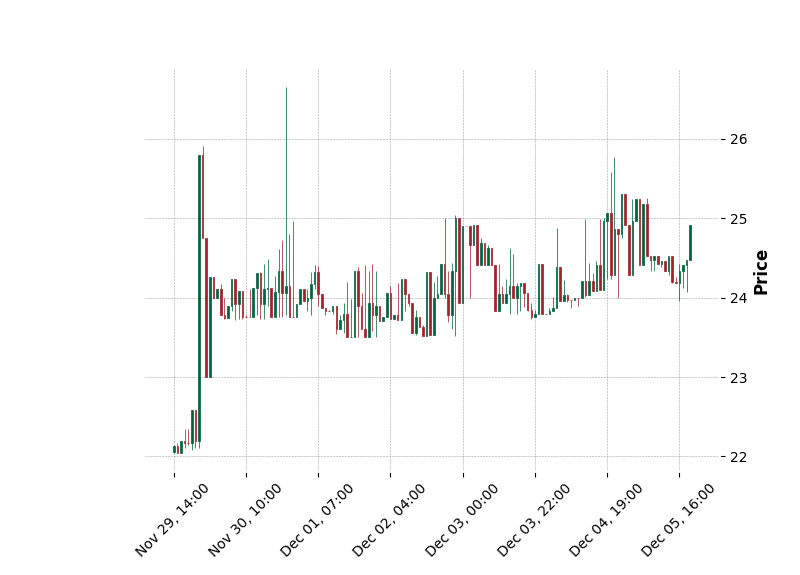 26
25
24
23
22
Price
Nov 29, 14:00
Nov 30, 10:00
Dec 01, 07:00
Dec 02, 04:00
Dec 03, 00:00
Dec 03, 22:00
Dec 04, 19:00
Dec 05, 16:00